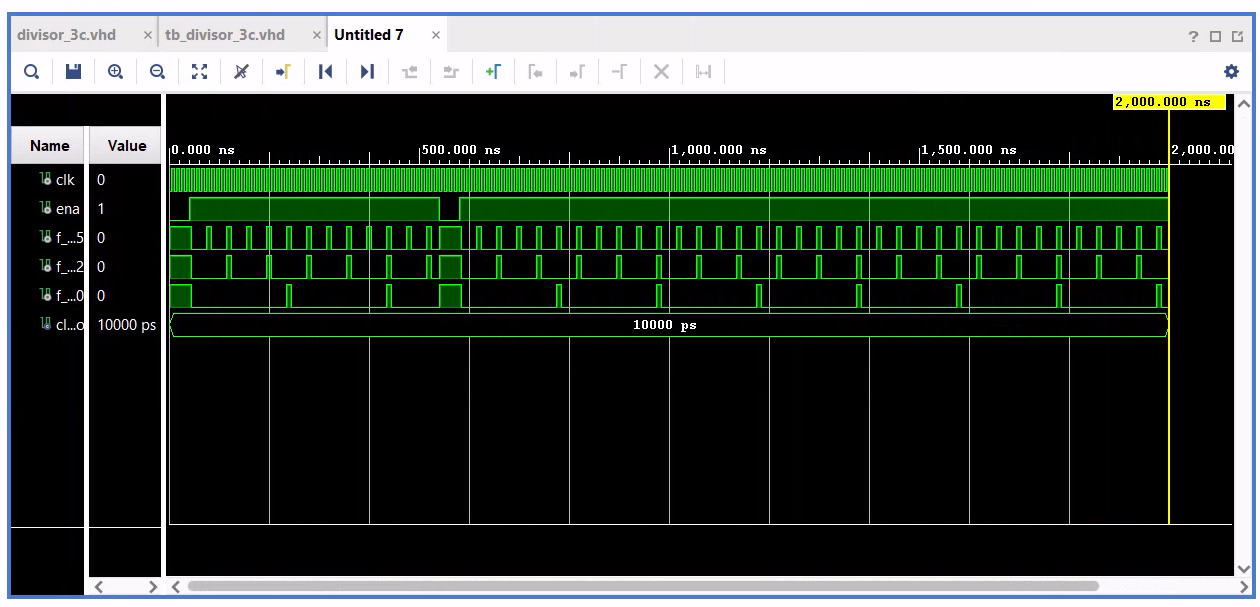 divisor_3c.vhd × tb_divisor_3c.vhd × Untitled 7 ×
2,000.000 ns
Name Value
0.000 ns 500.000 ns 1,000.000 ns 1,500.000 ns 2,000.00
clk 0
ena 1
f_...5 0
f_...2 0
f_...0 0
cl...o 10000 ps 10000 ps